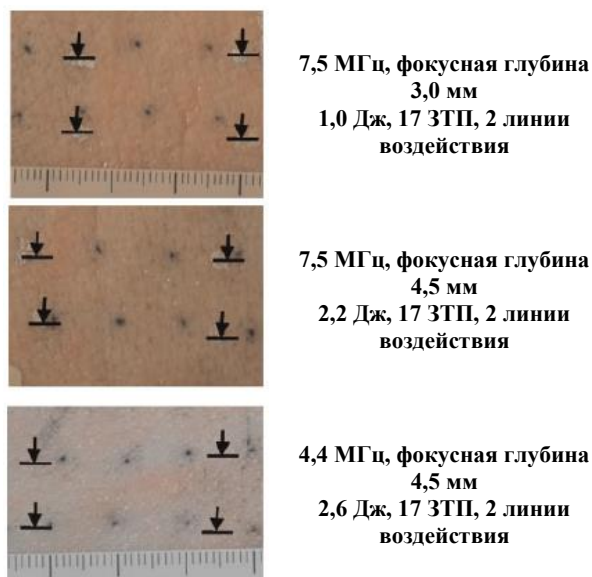 7,5 МГц, фокусная глубина
3,0 мм
1,0 Дж, 17 ЗТП, 2 линии
воздействия
7,5 МГц, фокусная глубина
4,5 мм
2,2 Дж, 17 ЗТП, 2 линии
воздействия
4,4 МГц, фокусная глубина
4,5 мм
2,6 Дж, 17 ЗТП, 2 линии
воздействия